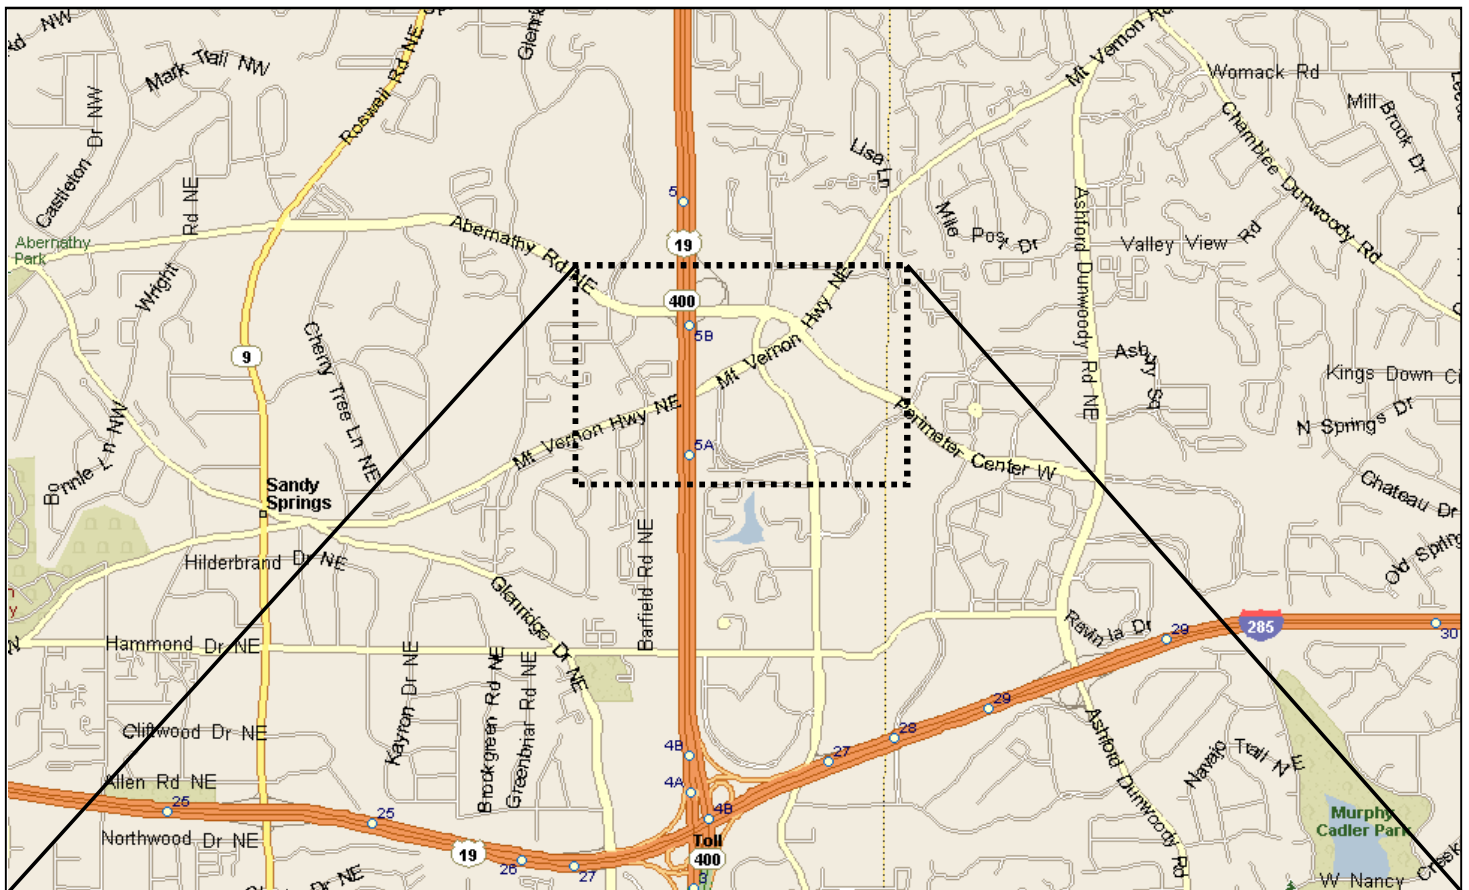 NW
Mark Trail NW
Roswell Rd NE
Castleton Dr NW
Rd NE
Abernathy
Park
Wright
Abernathy Rd NE
5
19
400
5B
Mt Vernon Rd
Womack Rd
Mill Brook Dr
Chamblee Dunwoody Rd
Lisa Ln
Mile Post Dr
Ashford Dunwoody Rd NE
Valley View Rd
Mt Vernon Hwy NE
9
Cherry Tree Ln NE
Bonnie Ln NW
Mt Vernon Hwy NE
5A
Perimeter Center W
Asbury Sq
Kings Down Ci
N Springs Dr
Chateau Dr
Old Spring
Sandy
Springs
Hilderbrand Dr NE
Glenridge Dr NE
Barfield Rd NE
Hammond Dr NE
Ravinia Dr
29
285
30
Kayron Dr NE
Brookgreen Rd NE
Greenbriar Rd NE
Cliftwood Dr NE
Allen Rd NE
25
25
Northwood Dr NE
19
26
27
4B
4A
4B
Toll
400
3
27
28
29
Ashford Dunwoody Rd
Navajo Trail NE
Murphy
Cadler Park
W Nancy Creek
Dr NE